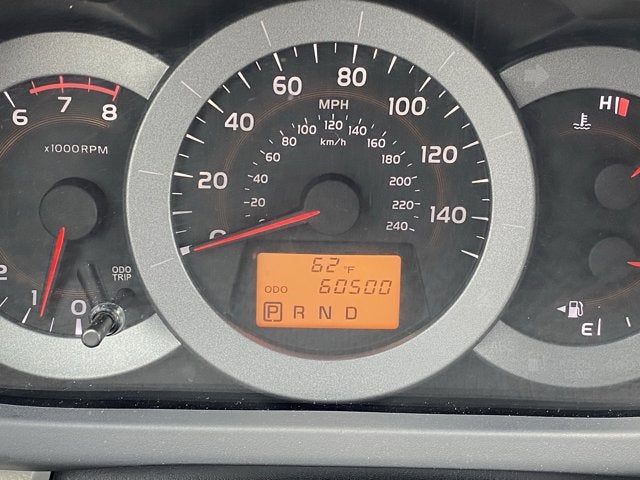 6 7 8
x1000RPM
2 1 0
ODO
TRIP
0 20 40 60 80 100 120 140
MPH
20 40 60 80 100 120 140 160 180 200 220 240
km/h
62 °F
ODO 60500
P R N D
H
E